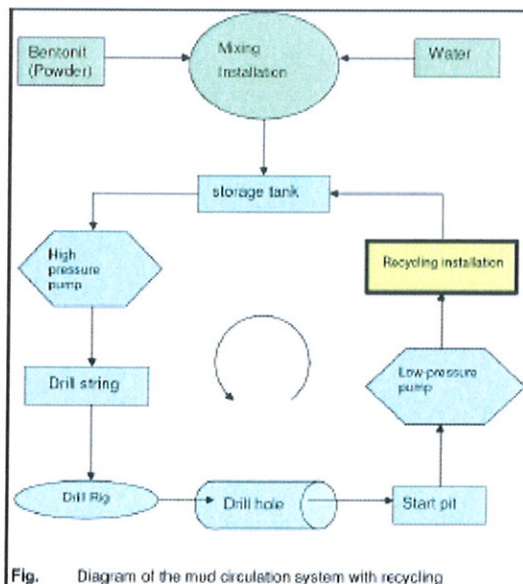 Bentonit
(Powder)
Mixing
Installation
Water
storage tank
High
pressure
pump
Recycling installation
Drill string
Low-pressure
pump
Drill Rig
Drill hole
Start pit
Fig. Diagram of the mud circulation system with recycling